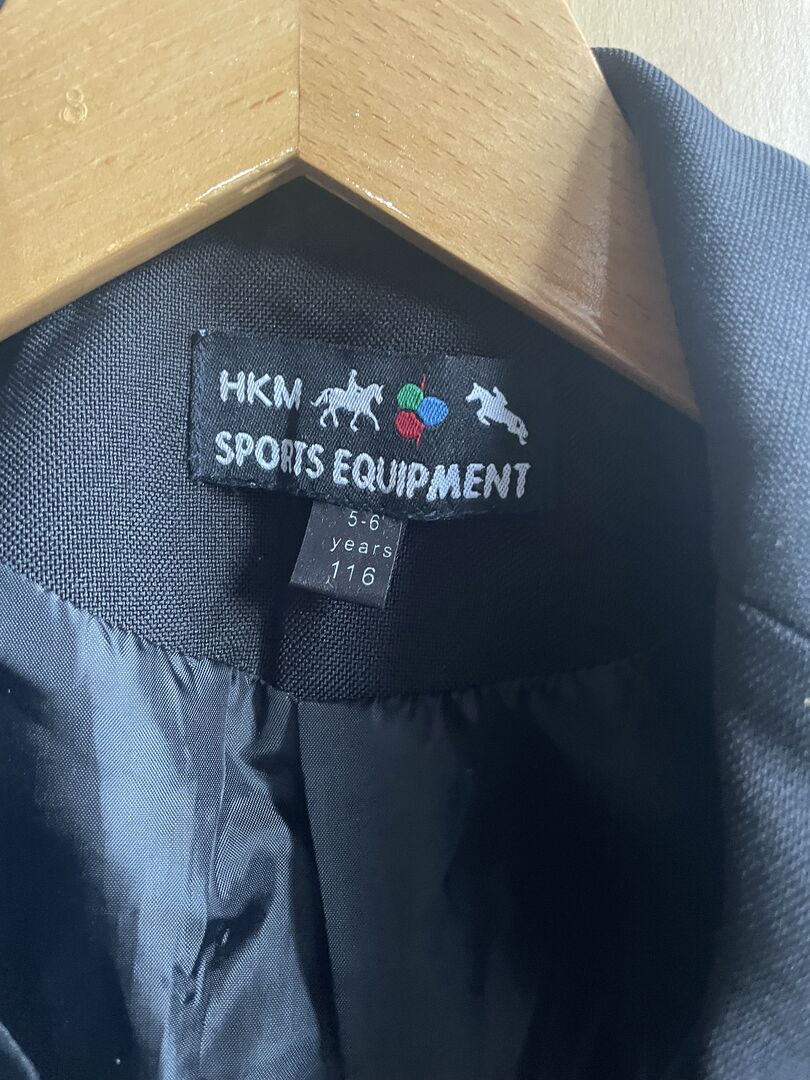 HKM
SPORTS EQUIPMENT
5-6
years
116